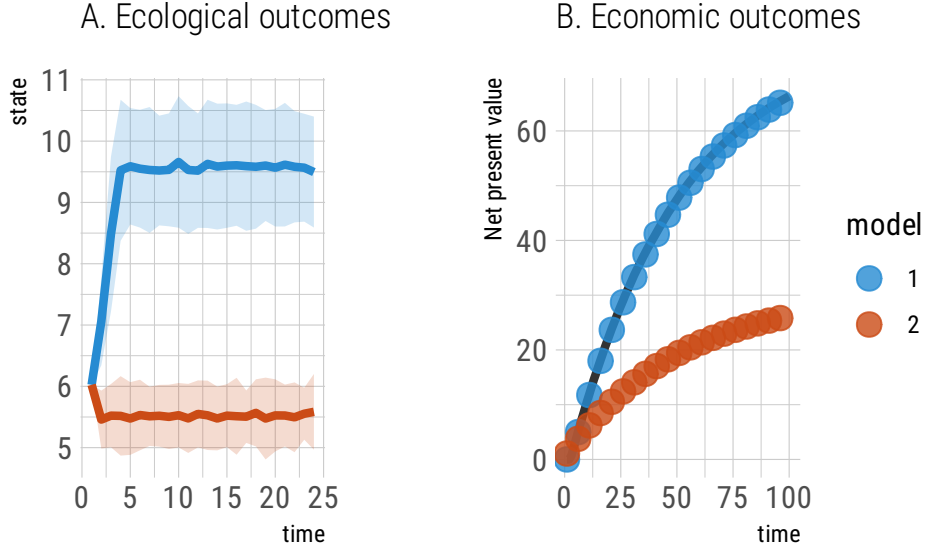 A. Ecological outcomes
B. Economic outcomes
state
11
10
9
8
7
6
5
0 5 10 15 20 25
time
Net present value
60
40
20
0
0 25 50 75 100
time
model
1
2